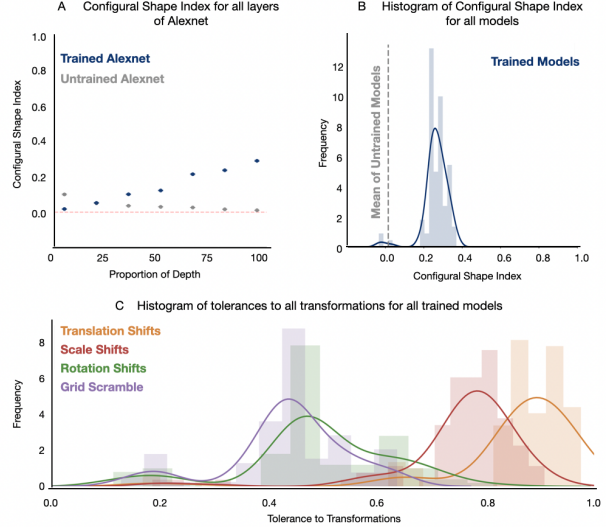 A Configural Shape Index for all layers
of Alexnet
1.0
0.8
0.6
0.4
0.2
0.0
Configural Shape Index
Trained Alexnet
Untrained Alexnet
0 25 50 75 100
Proportion of Depth
B Histogram of Configural Shape Index
for all models
12
10
8
6
4
2
0
Frequency
Mean of Untrained Models
Trained Models
0.0 0.2 0.4 0.6 0.8 1.0
Configural Shape Index
C Histogram of tolerances to all transformations for all trained models
8
6
4
2
0
Frequency
Translation Shifts
Scale Shifts
Rotation Shifts
Grid Scramble
0.0 0.2 0.4 0.6 0.8 1.0
Tolerance to Transformations